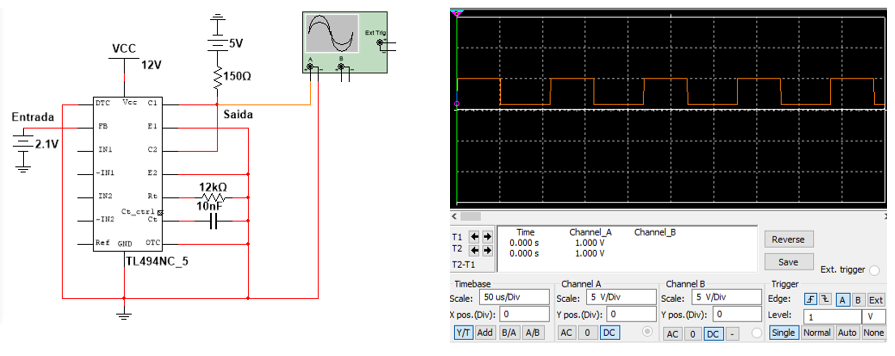 VCC
12V
5V
150Ω
Ext Trig
A
B
Entrada
2.1V
Saida
DTC
Vcc
C1
FB
E1
IN1
C2
-IN1
E2
IN2
Rt
12kΩ
Ct_ctrl
10nF
-IN2
Ct
Ref
GND
OTC
TL494NC_5
T1
T2
T2-T1
Time Channel_A Channel_B
0.000 s 1.000 V
0.000 s 1.000 V
Reverse
Save
Ext. trigger
Timebase
Scale: 50 us/Div
X pos.(Div): 0
Y/T Add B/A A/B
Channel A
Scale: 5 V/Div
Y pos.(Div): 0
AC 0 DC
Channel B
Scale: 5 V/Div
Y pos.(Div): 0
AC 0 DC -
Trigger
Edge: A B Ext
Level: 1 V
Single Normal Auto None